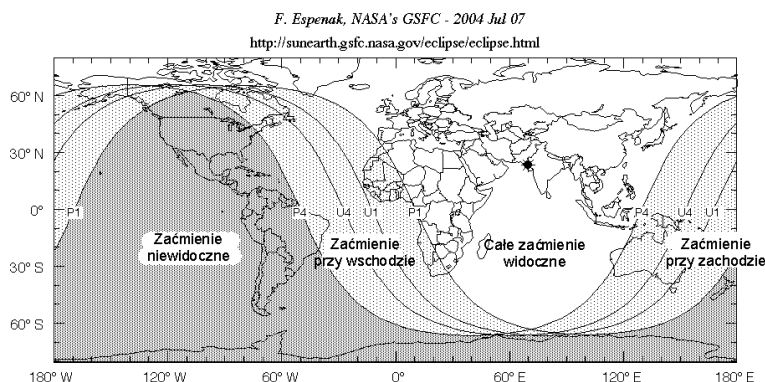 F. Espenak, NASA's GSFC - 2004 Jul 07
http://sunearth.gsfc.nasa.gov/eclipse/eclipse.html
60° N
30° N
0°
30° S
60° S
P1
P4
U4
U1
P1
P4
U4
U1
Zaćmienie
niewidoczne
Zaćmienie
przy wschodzie
Całe zaćmienie
widoczne
Zaćmienie
przy zachodzie
180° W
120° W
60° W
0°
60° E
120° E
180° E